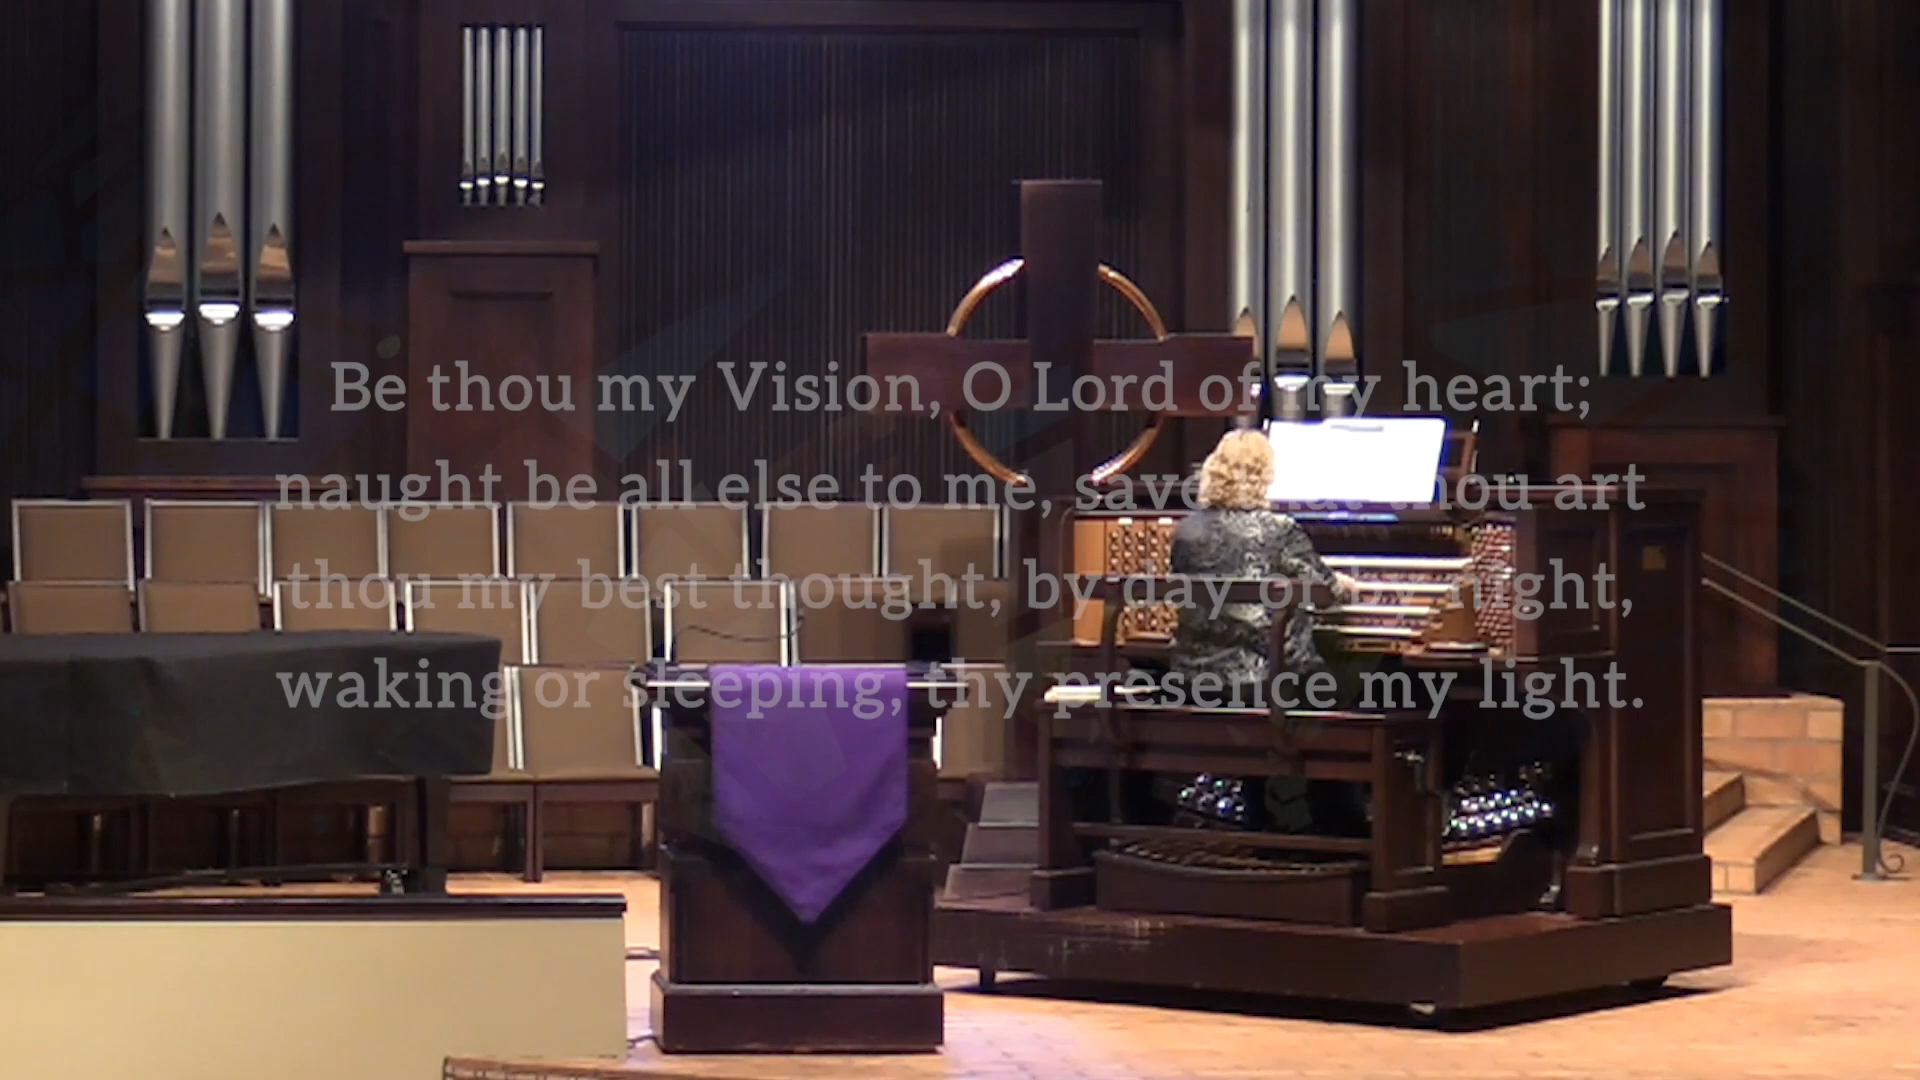 Be thou my Vision, O Lord of my heart;
naught be all else to me, save that thou art
thou my best thought, by day or by night,
waking or sleeping, thy presence my light.